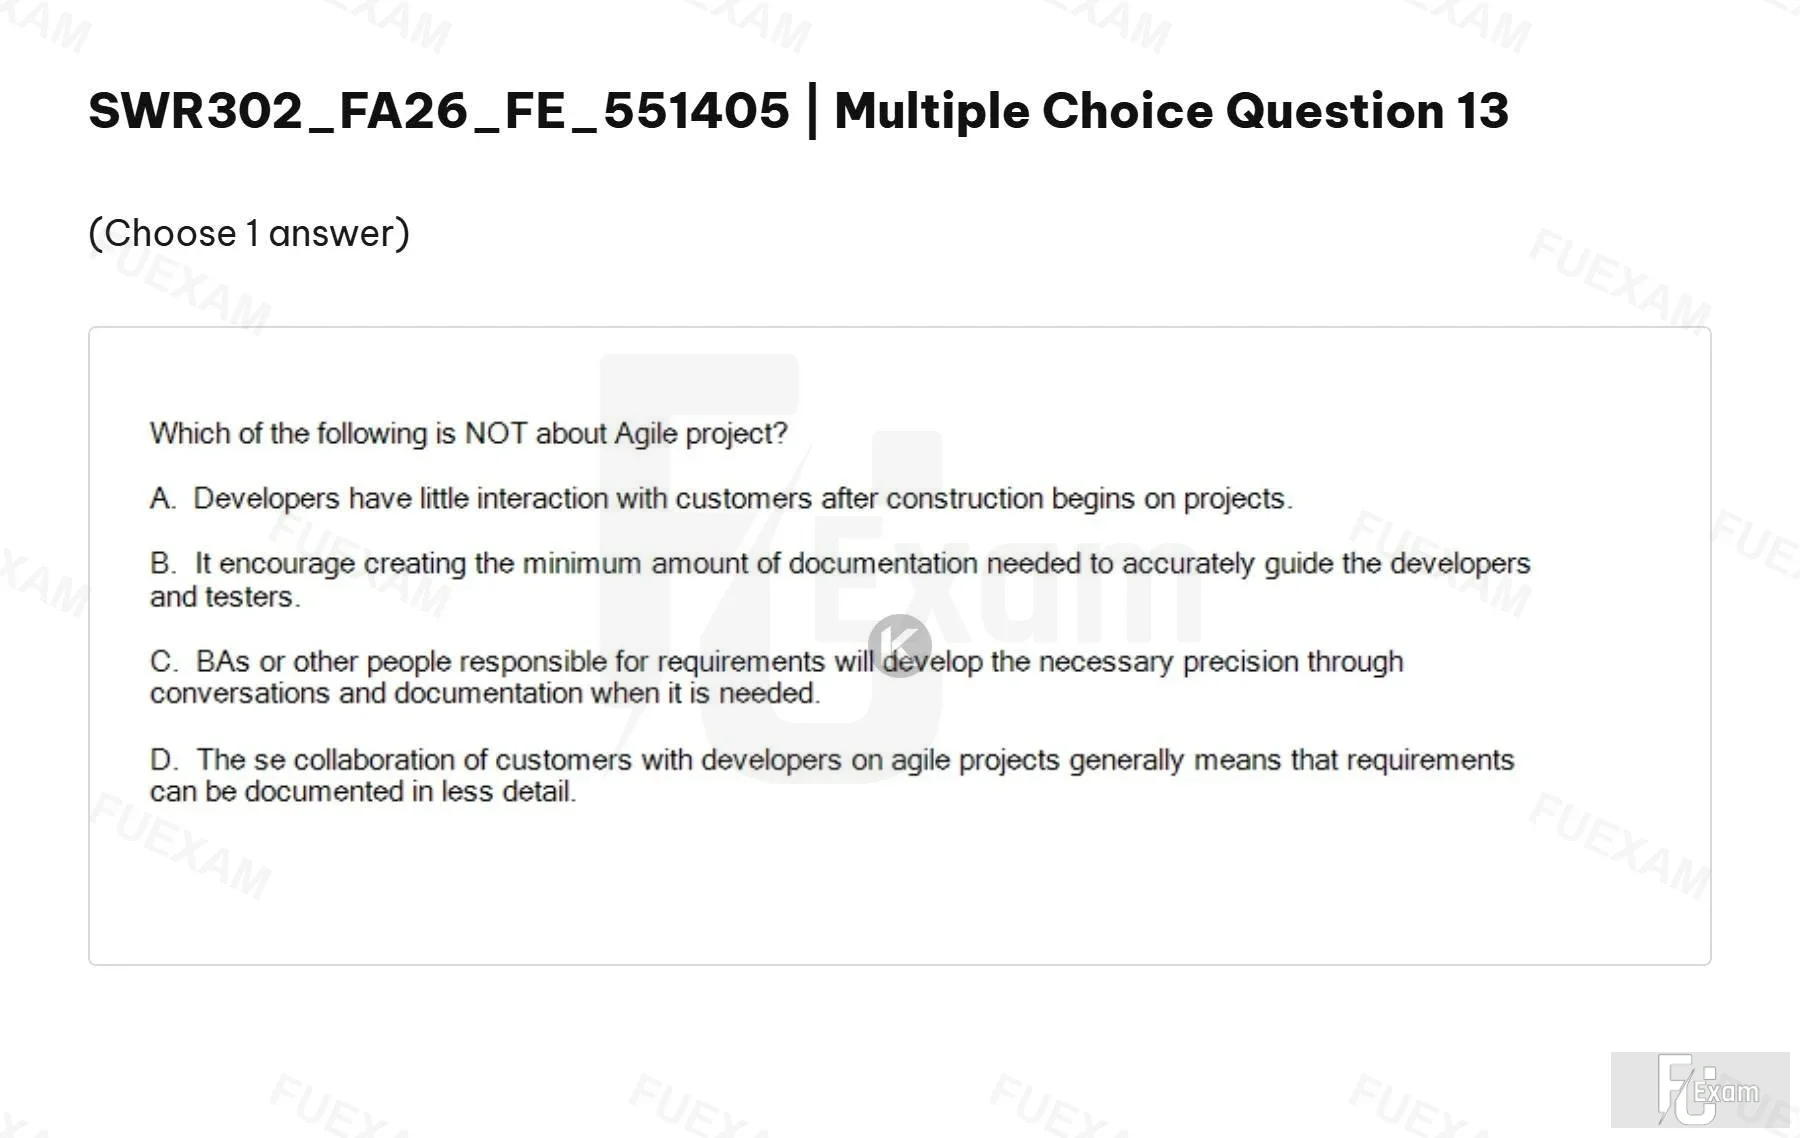 SWR302_FA26_FE_551405 | Multiple Choice Question 13
(Choose 1 answer)
Which of the following is NOT about Agile project?
A. Developers have little interaction with customers after construction begins on projects.
B. It encourage creating the minimum amount of documentation needed to accurately guide the developers
and testers.
C. BAs or other people responsible for requirements will develop the necessary precision through
conversations and documentation when it is needed.
D. The se collaboration of customers with developers on agile projects generally means that requirements
can be documented in less detail.
FUEXAM
FU Exam